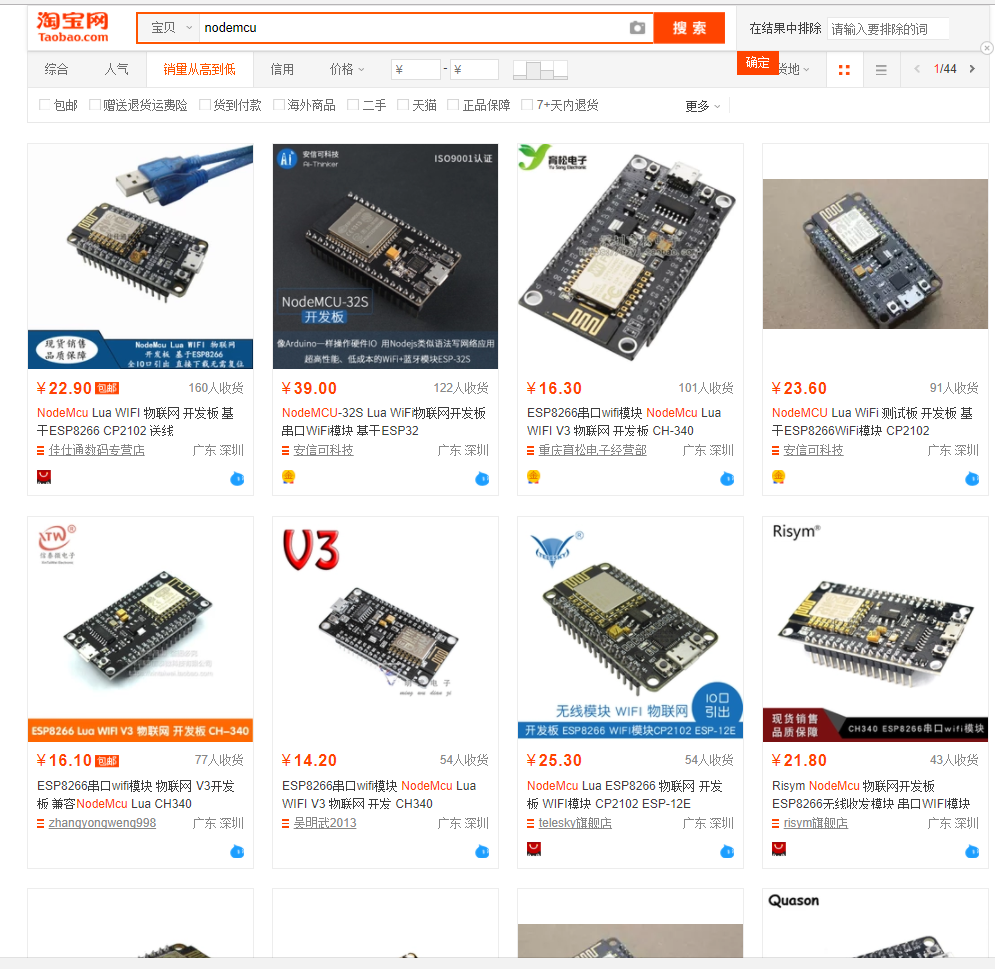 淘宝网
Taobao.com
宝贝
nodemcu
搜 索
在结果中排除
请输入要排除的词
确定
综合
人气
销量从高到低
信用
价格
¥
-
¥
货地
1/44
包邮
赠送退货运费险
货到付款
海外商品
二手
天猫
正品保障
7+天内退货
更多
现货销售
品质保障
NodeMcu Lua WIFI 物联网
开发板 基于ESP8266
全IO口引出 直接下载无需复位
¥22.90 包邮
160人收货
NodeMcu Lua WIFI 物联网 开发板 基
于ESP8266 CP2102 送线
佳仕通数码专营店
广东 深圳
安信可科技
Ai-Thinker
ISO9001认证
NodeMCU-32S
开发板
像Arduino一样操作硬件IO 用Nodejs类似语法写网络应用
超高性能、低成本的WiFi+蓝牙模块ESP-32S
¥39.00
122人收货
NodeMCU-32S Lua WiFi物联网开发板
串口WiFi模块 基于ESP32
安信可科技
广东 深圳
育松电子
Yu Song Electronic
¥16.30
101人收货
ESP8266串口wifi模块 NodeMcu Lua
WIFI V3 物联网 开发板 CH-340
重庆育松电子经营部
广东 深圳
¥23.60
91人收货
NodeMCU Lua WiFi 测试板 开发板 基
于ESP8266WiFi模块 CP2102
安信可科技
广东 深圳
XTW®
信泰微电子
ESP8266 Lua WIFI V3 物联网 开发板 CH-340
¥16.10 包邮
77人收货
ESP8266串口wifi模块 物联网 V3开发
板 兼容NodeMcu Lua CH340
zhangyongweng998
广东 深圳
V3
ming wu dian zi
¥14.20
54人收货
ESP8266串口wifi模块 NodeMcu Lua
WIFI V3 物联网 开发 CH340
吴明武2013
广东 深圳
TELESKY
无线模块 WIFI 物联网
IO口
引出
开发板 ESP8266 WIFI模块CP2102 ESP-12E
¥25.30
54人收货
NodeMcu Lua ESP8266 物联网 开发
板 WIFI模块 CP2102 ESP-12E
telesky旗舰店
广东 深圳
Risym®
现货销售
品质保障
CH340 ESP8266串口wifi模块
¥21.80
43人收货
Risym NodeMcu 物联网开发板
ESP8266无线收发模块 串口WIFI模块
risym旗舰店
广东 深圳
Quason